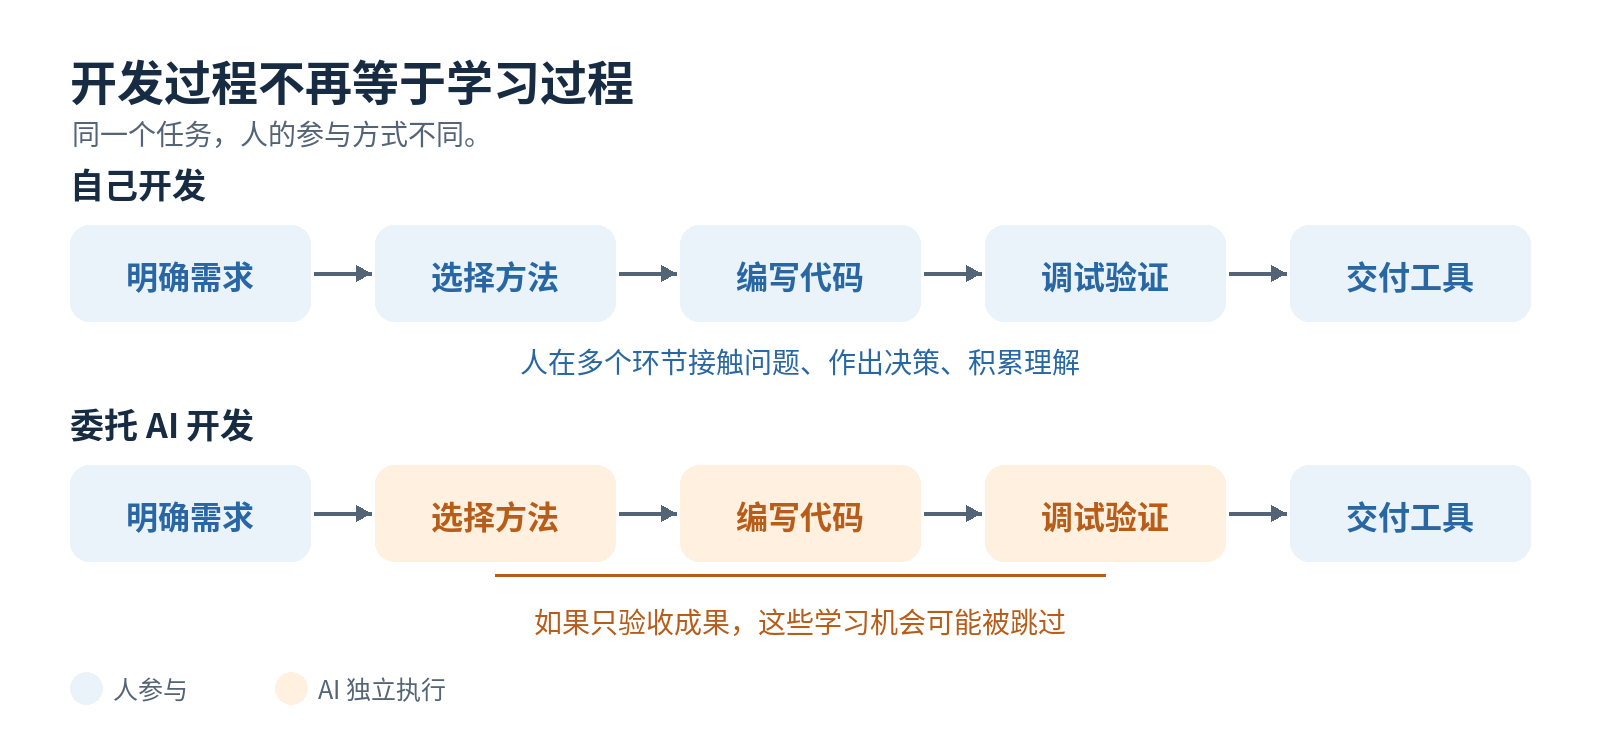 开发过程不再等于学习过程
同一个任务，人的参与方式不同。
自己开发
明确需求 选择方法 编写代码 调试验证 交付工具
人在多个环节接触问题、作出决策、积累理解
委托 AI 开发
明确需求 选择方法 编写代码 调试验证 交付工具
如果只验收成果，这些学习机会可能被跳过
人参与 AI 独立执行